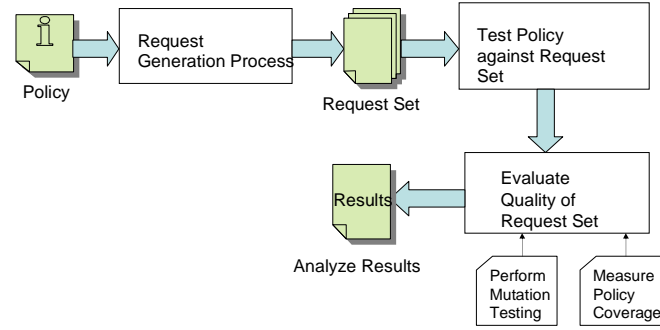 Policy
Request
Generation Process
Request Set
Test Policy
against Request
Set
Evaluate
Quality of
Request Set
Results
Analyze Results
Perform
Mutation
Testing
Measure
Policy
Coverage